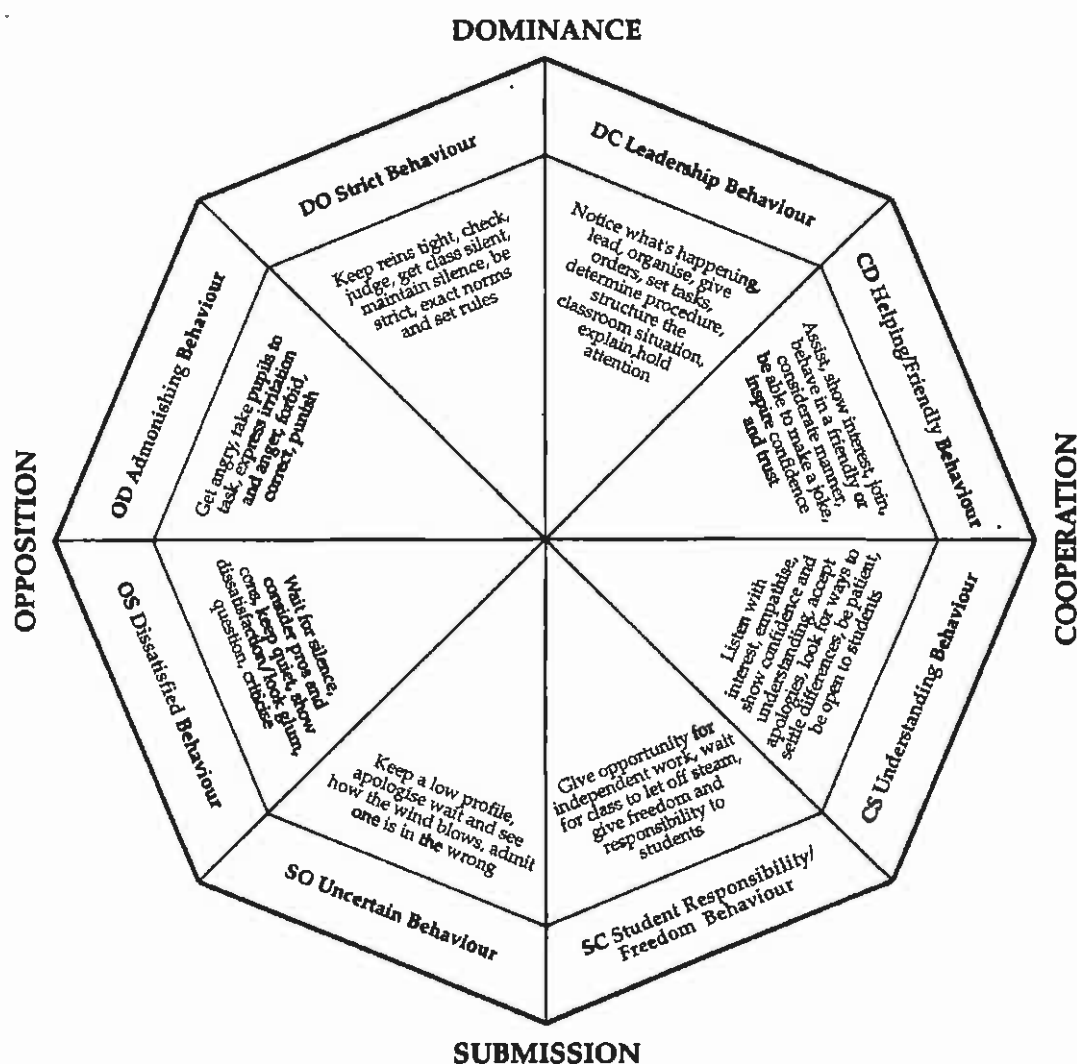 DOMINANCE
DC Leadership Behaviour
Notice what's happening,
lead, organise, give
orders, set tasks,
determine procedure,
structure the
classroom situation,
explain,hold
attention
CD Helping/Friendly Behaviour
Assist, show interest, join,
behave in a friendly or
considerate manner,
be able to make a joke,
inspire confidence
and trust
COOPERATION
CS Understanding Behaviour
Listen with
interest, empathise,
show confidence and
understanding, accept
apologies, look for ways to
settle differences, be patient,
be open to students
SC Student Responsibility/
Freedom Behaviour
Give opportunity for
independent work, wait
for class to let off steam,
give freedom and
responsibility to
students
SUBMISSION
SO Uncertain Behaviour
Keep a low profile,
apologise wait and see
how the wind blows, admit
one is in the wrong
OS Dissatisfied Behaviour
Wait for silence,
consider pros and
cons, keep quiet, show
dissatisfaction/look glum,
question, criticise
OPPOSITION
OD Admonishing Behaviour
Get angry, take pupils to
task, express irritation
and anger, forbid,
correct, punish
DO Strict Behaviour
Keep reins tight, check,
judge, get class silent,
maintain silence, be
strict, exact norms
and set rules